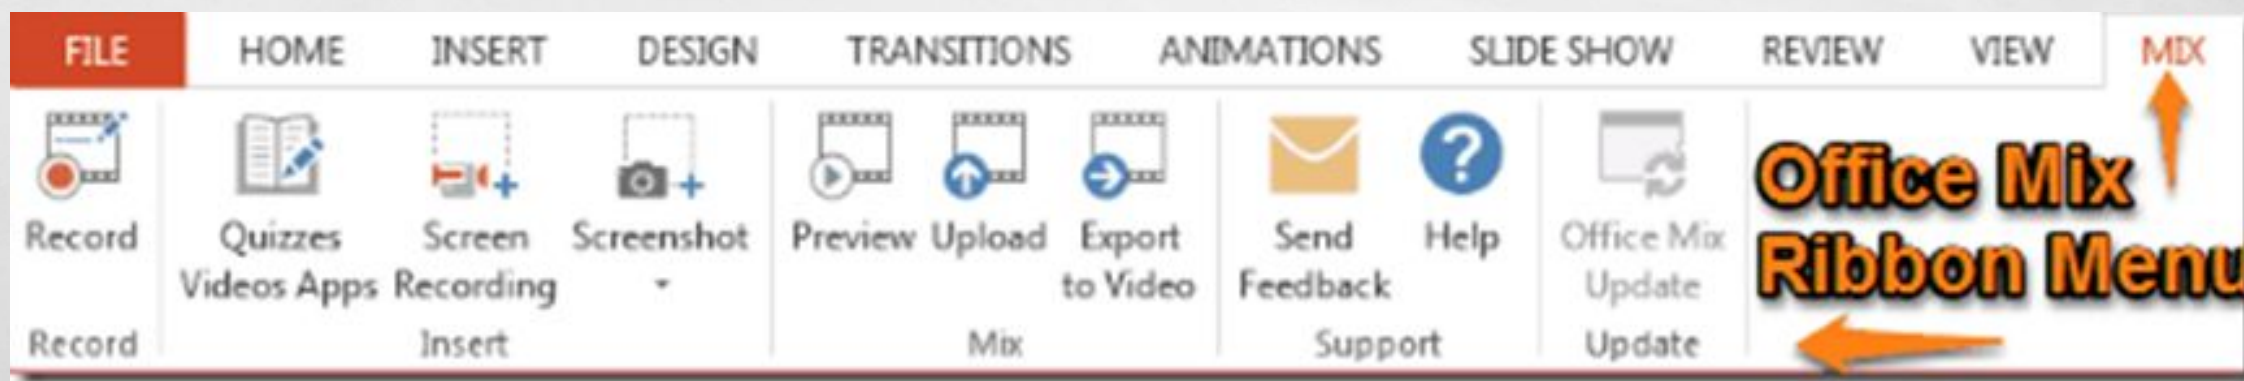 FILE HOME INSERT DESIGN TRANSITIONS ANIMATIONS SLIDE SHOW REVIEW VIEW MIX
Record
Quizzes
Videos Apps
Screen
Recording
Screenshot
Preview
Upload
Export
to Video
Send
Feedback
Help
Office Mix
Update
Record Insert Mix Support Update
Office Mix
Ribbon Menu